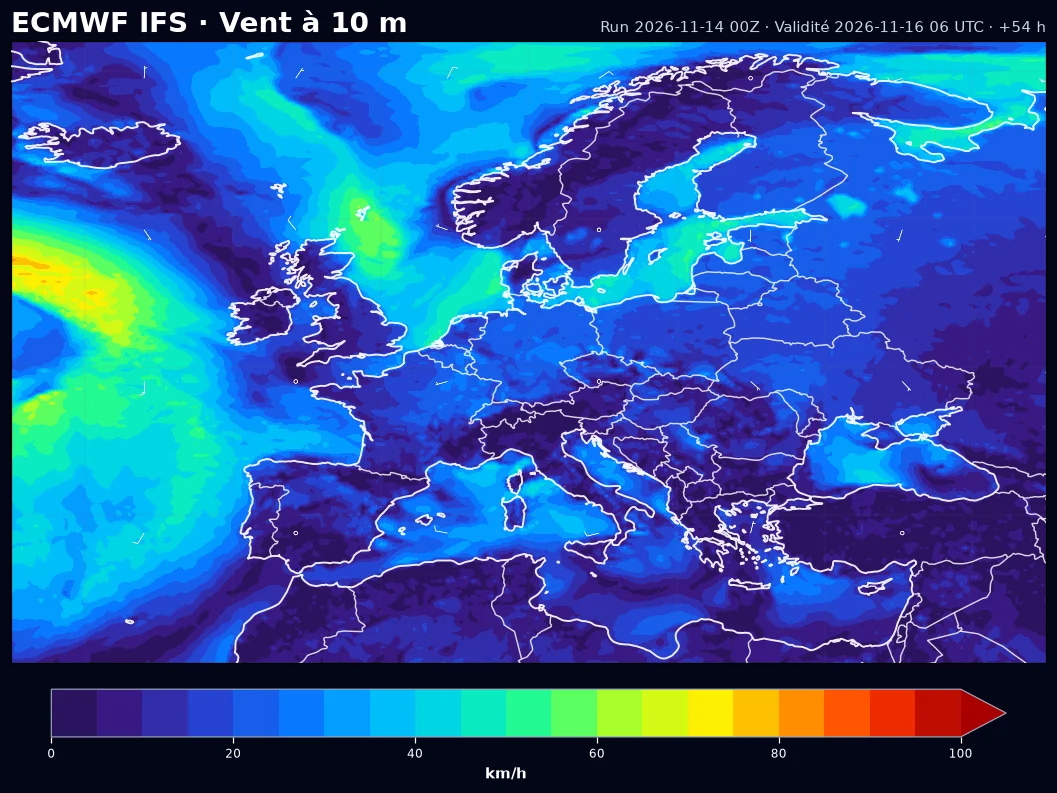 ECMWF IFS · Vent à 10 m
Run 2026-11-14 00Z · Validité 2026-11-16 06 UTC · +54 h
0 20 40 60 80 100
km/h